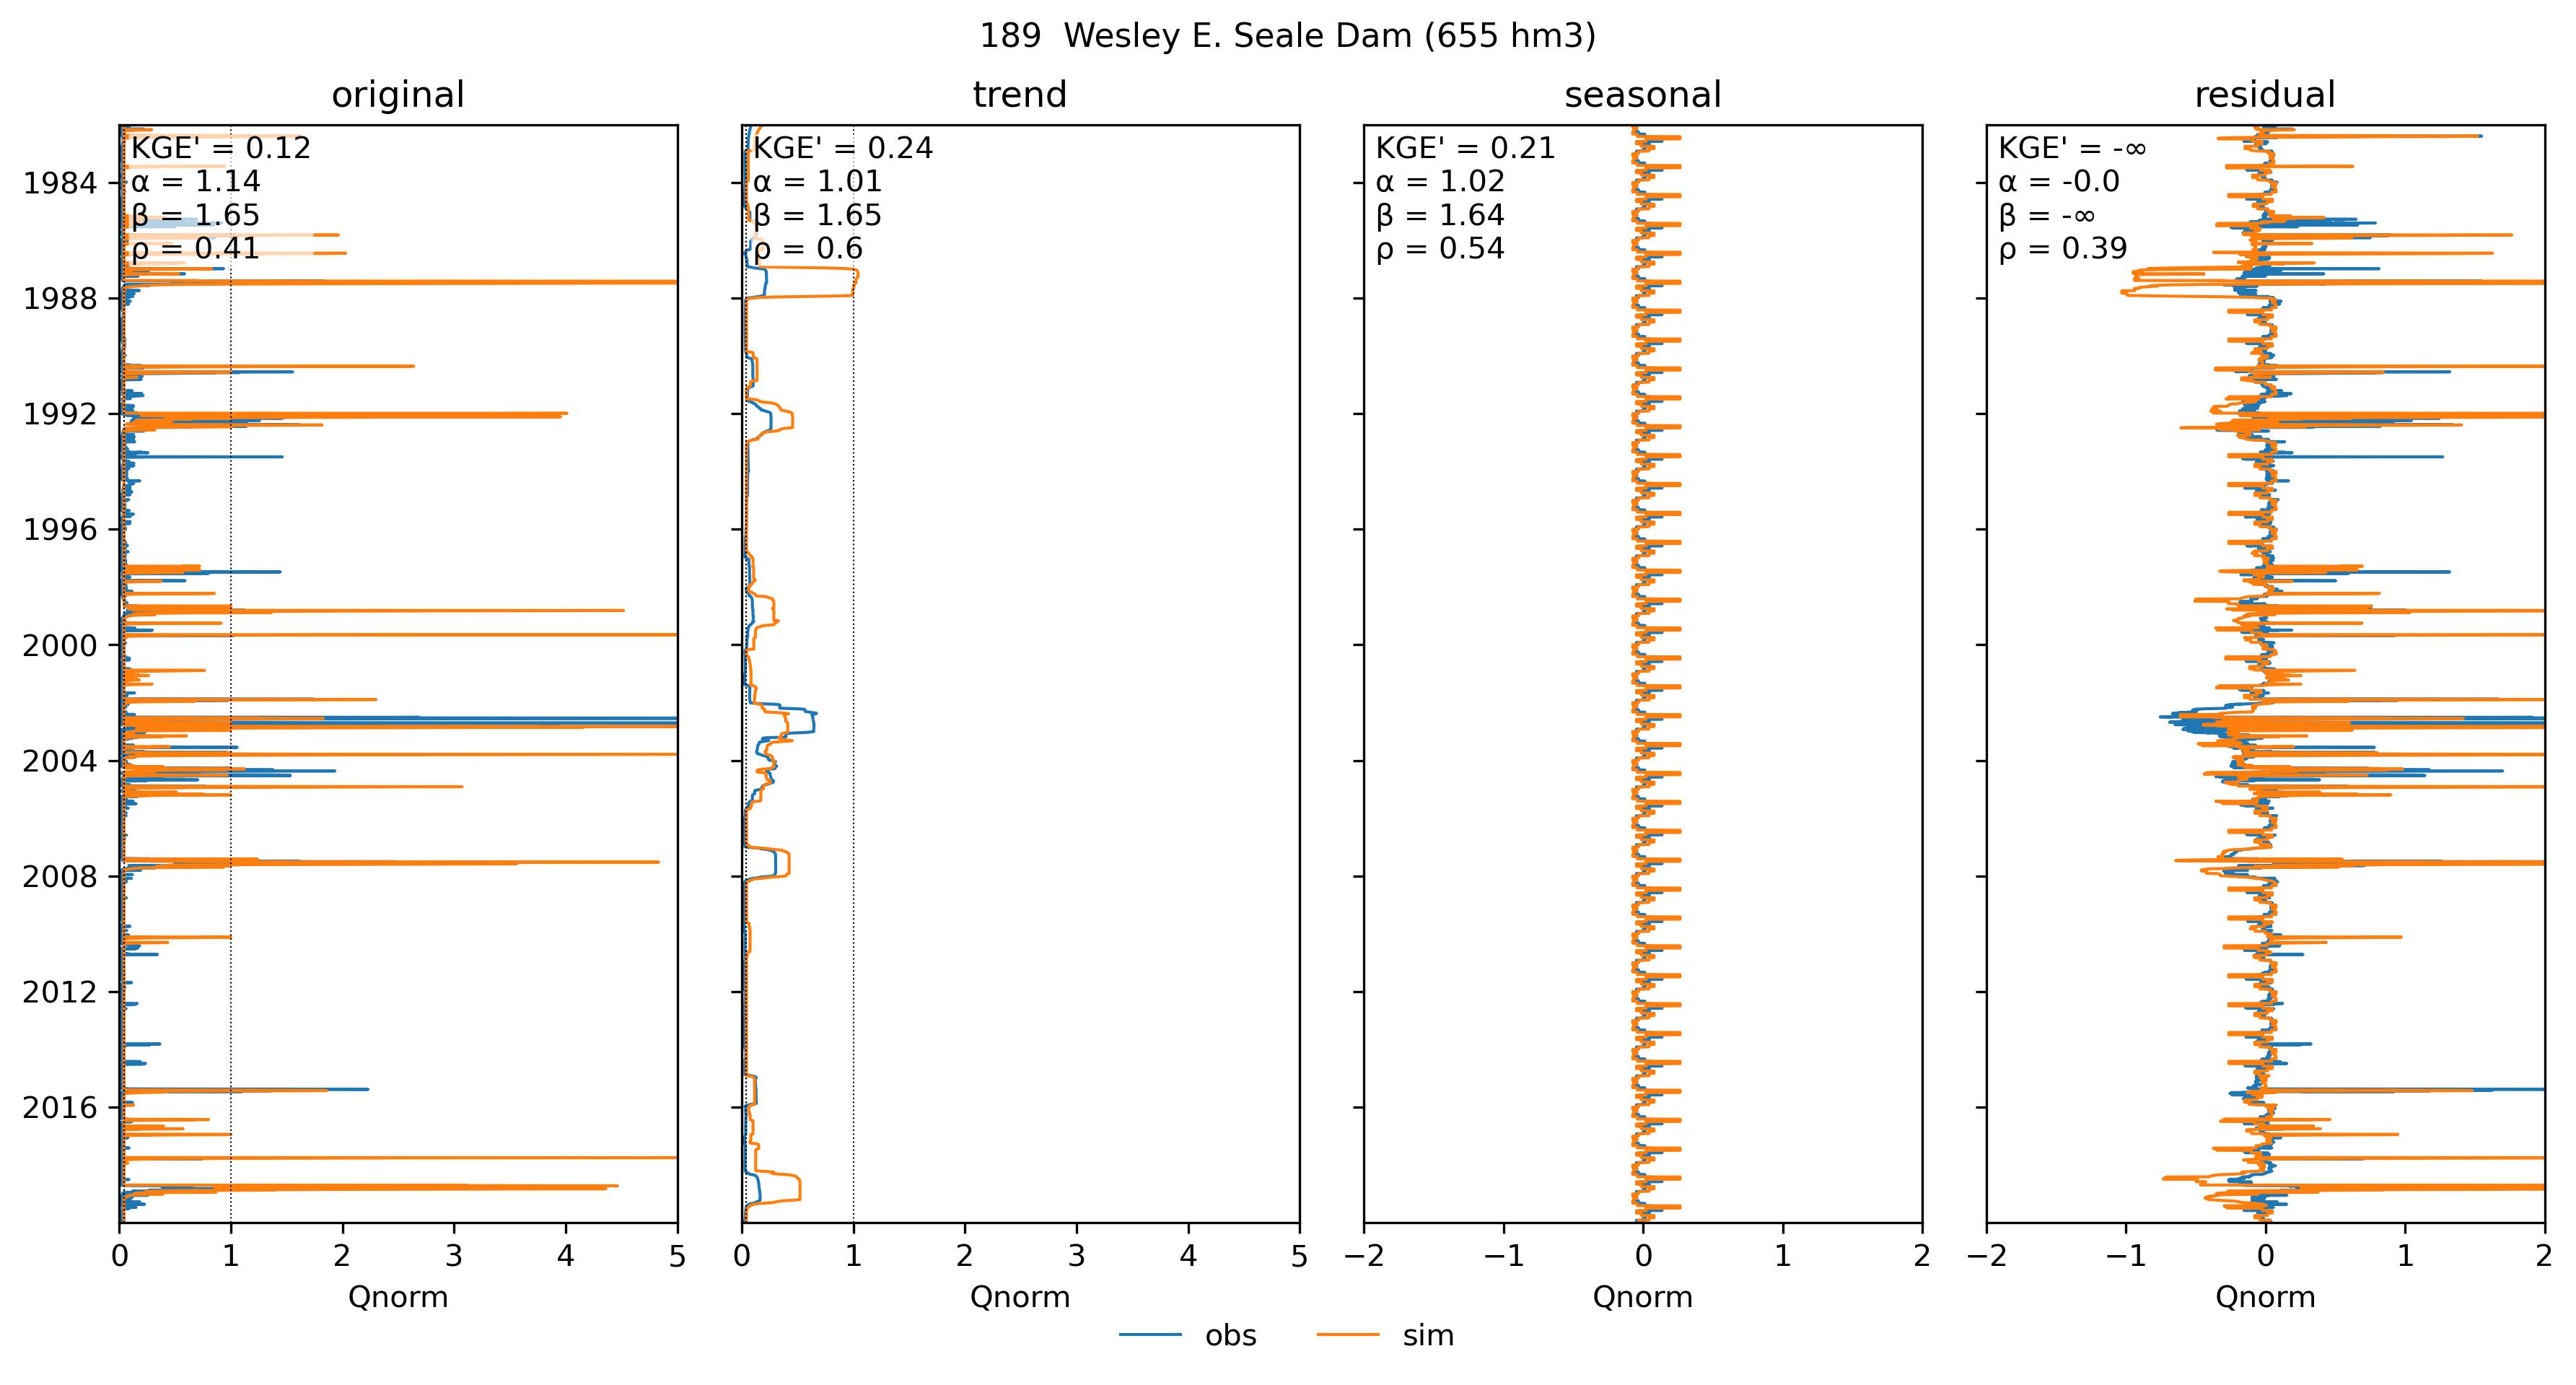 189  Wesley E. Seale Dam (655 hm3)
original
trend
seasonal
residual
KGE' = 0.12
α = 1.14
β = 1.65
ρ = 0.41
KGE' = 0.24
α = 1.01
β = 1.65
ρ = 0.6
KGE' = 0.21
α = 1.02
β = 1.64
ρ = 0.54
KGE' = -∞
α = -0.0
β = -∞
ρ = 0.39
1984
1988
1992
1996
2000
2004
2008
2012
2016
0 1 2 3 4 5
0 1 2 3 4 5
−2 −1 0 1 2
−2 −1 0 1 2
Qnorm
Qnorm
Qnorm
Qnorm
obs
sim